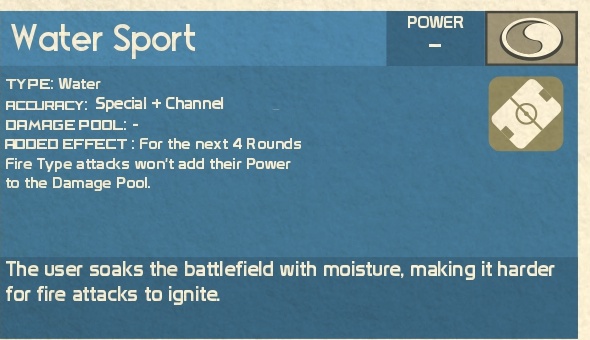 Water Sport
POWER
–
TYPE: Water
ACCURACY: Special + Channel
DAMAGE POOL: -
ADDED EFFECT : For the next 4 Rounds
Fire Type attacks won't add their Power
to the Damage Pool.
The user soaks the battlefield with moisture, making it harder
for fire attacks to ignite.